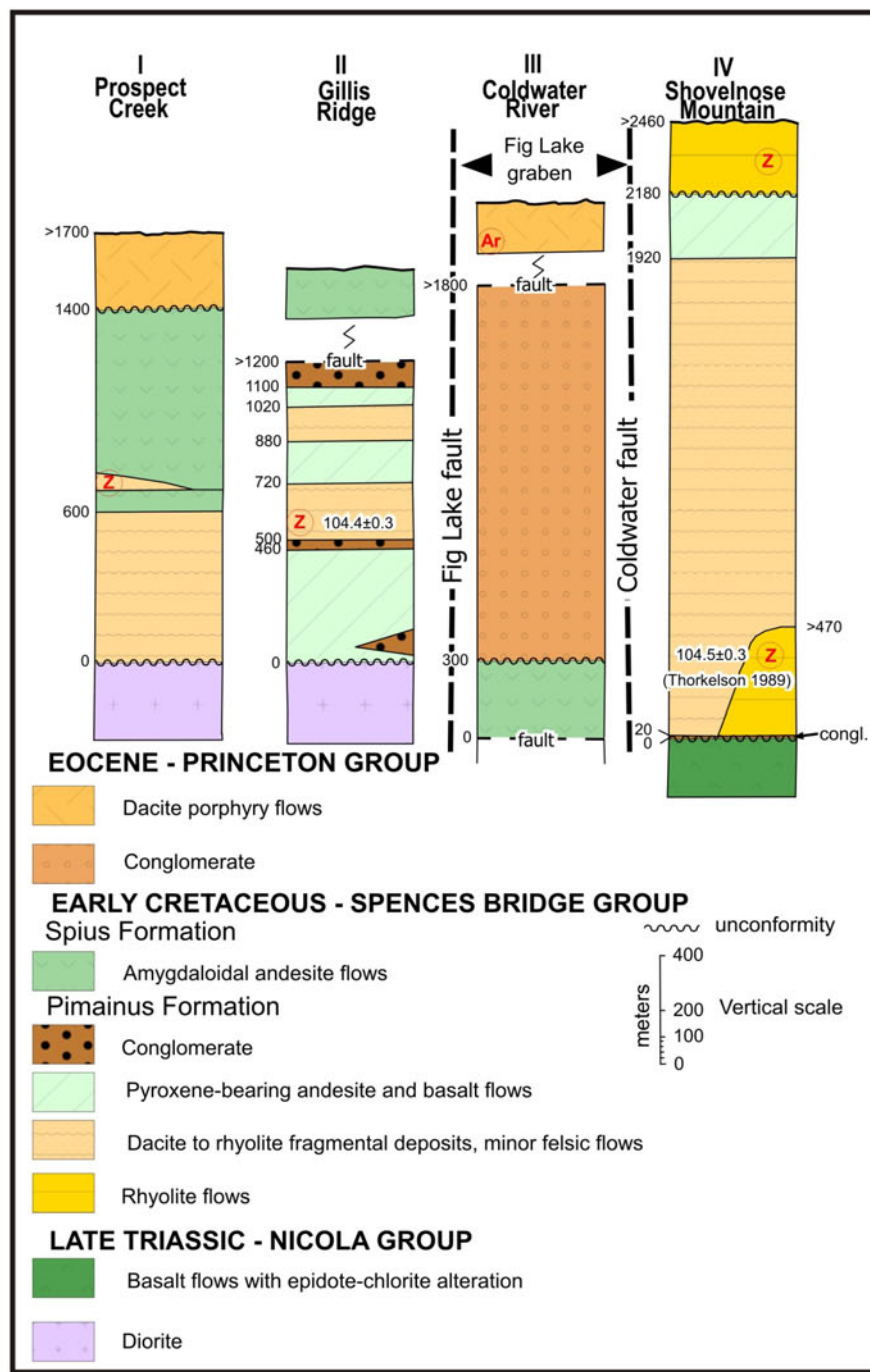 I
Prospect
Creek
II
Gillis
Ridge
III
Coldwater
River
IV
Shovelnose
Mountain
Fig Lake
graben
>1700
1400
Z
600
0
fault
>1200
1100
1020
880
720
Z 104.4±0.3
500
460
0
Fig Lake fault
Ar
>1800
fault
300
0
fault
Coldwater fault
>2460
Z
2180
1920
>470
104.5±0.3
Z
(Thorkelson 1989)
20
0
congl.
EOCENE - PRINCETON GROUP
Dacite porphyry flows
Conglomerate
EARLY CRETACEOUS - SPENCES BRIDGE GROUP
Spius Formation
Amygdaloidal andesite flows
Pimainus Formation
Conglomerate
Pyroxene-bearing andesite and basalt flows
Dacite to rhyolite fragmental deposits, minor felsic flows
Rhyolite flows
LATE TRIASSIC - NICOLA GROUP
Basalt flows with epidote-chlorite alteration
Diorite
unconformity
400
200
100
0
meters
Vertical scale